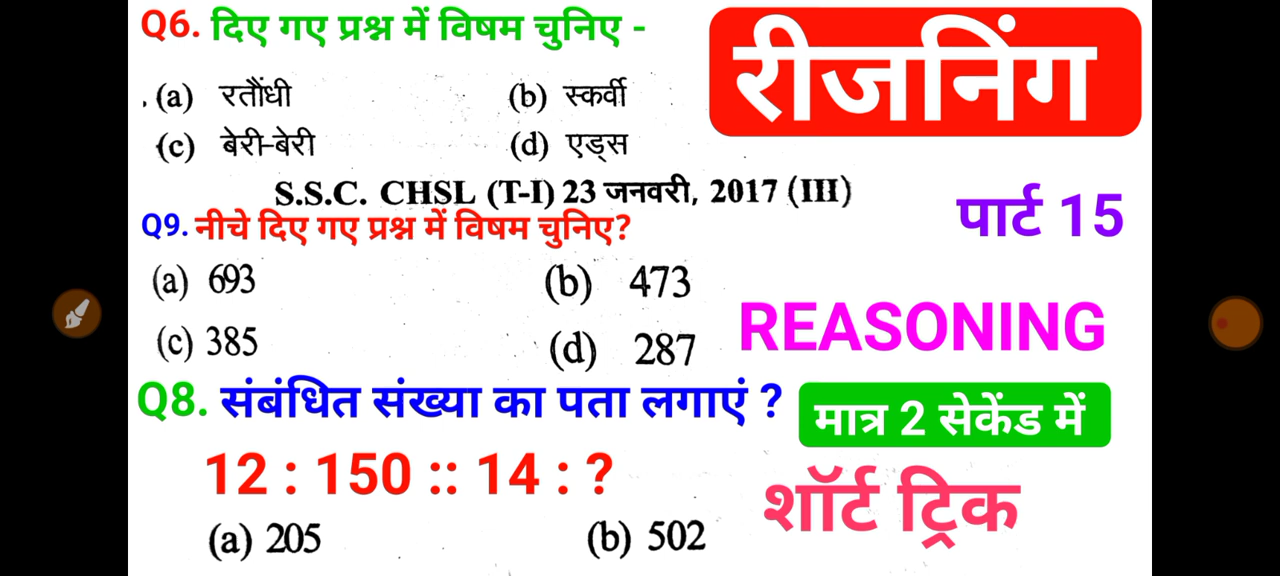 Q6. दिए गए प्रश्न में विषम चुनिए -
(a) रतौंधी (b) स्कर्वी
(c) बेरी-बेरी (d) एड्स
S.S.C. CHSL (T-I) 23 जनवरी, 2017 (III)
Q9. नीचे दिए गए प्रश्न में विषम चुनिए?
(a) 693 (b) 473
(c) 385 (d) 287
Q8. संबंधित संख्या का पता लगाएं ?
12 : 150 :: 14 : ?
(a) 205 (b) 502
रीजनिंग
पार्ट 15
REASONING
मात्र 2 सेकेंड में
शॉर्ट ट्रिक